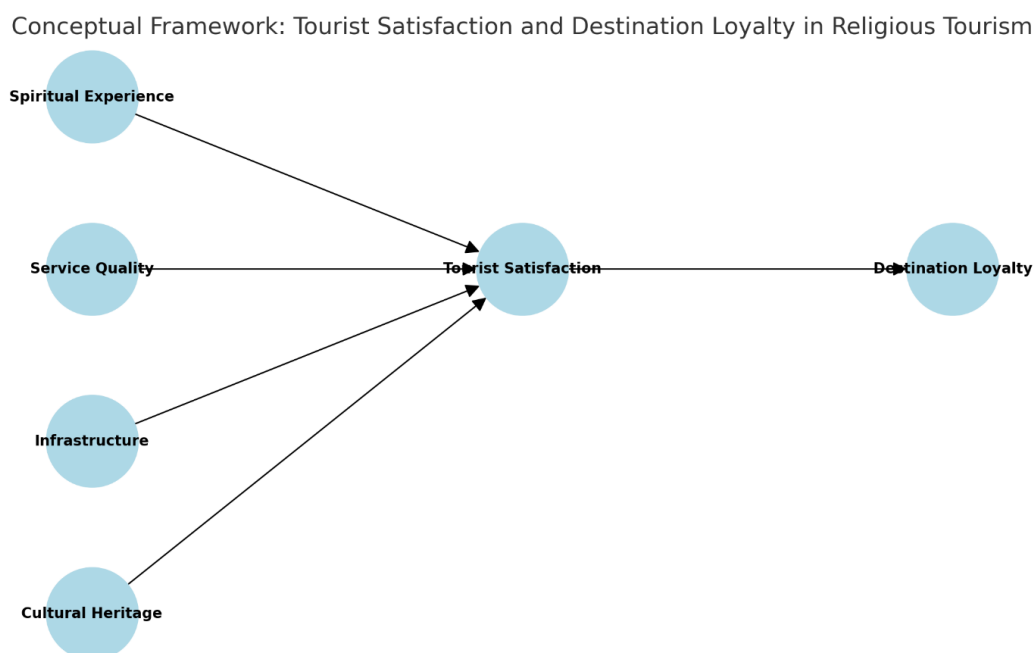 Conceptual Framework: Tourist Satisfaction and Destination Loyalty in Religious Tourism
Spiritual Experience
Service Quality
Tourist Satisfaction
Destination Loyalty
Infrastructure
Cultural Heritage